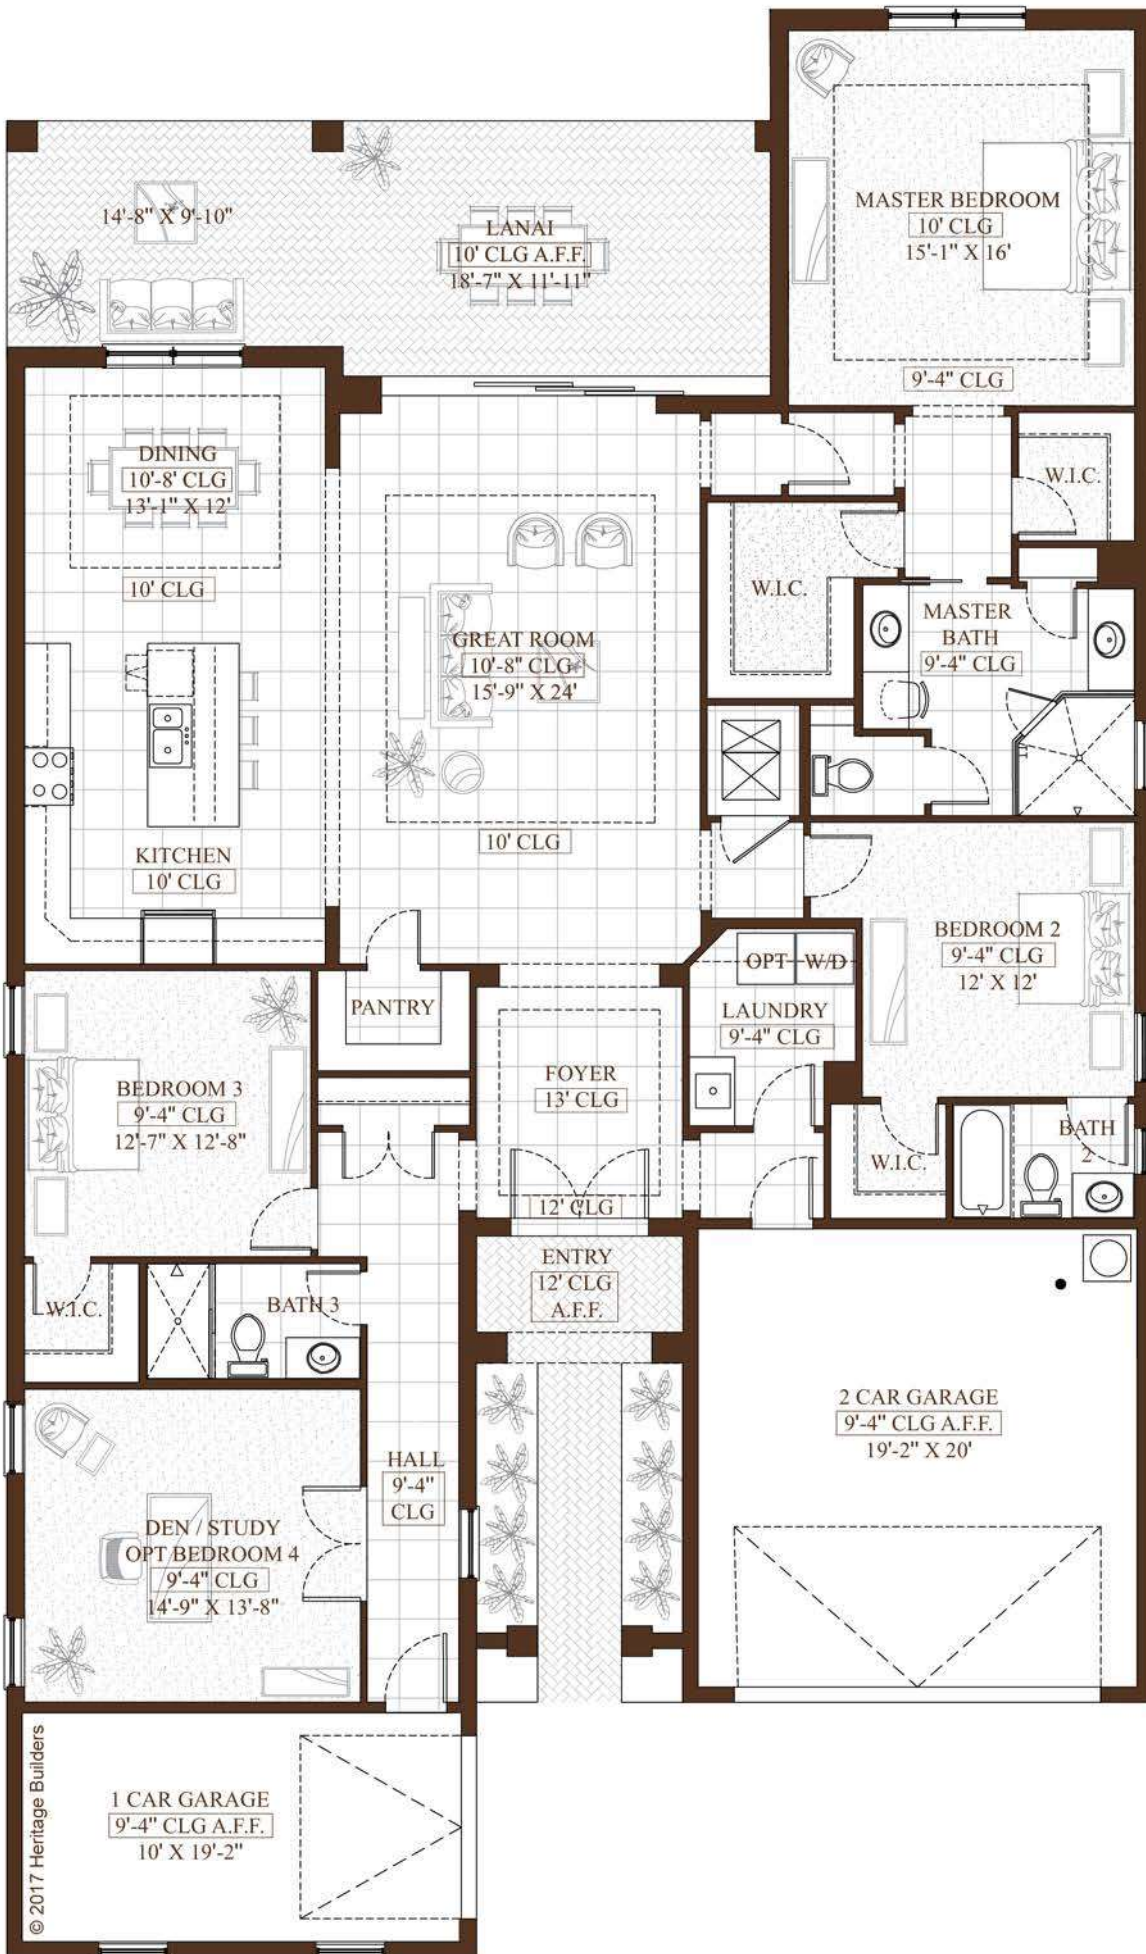 MASTER BEDROOM
10' CLG
15'-1" X 16'
9'-4" CLG
14'-8" X 9'-10"
LANAI
10' CLG A.F.F.
18'-7" X 11'-11"
DINING
10'-8' CLG
13'-1" X 12'
10' CLG
W.I.C.
W.I.C.
MASTER
BATH
9'-4" CLG
GREAT ROOM
10'-8" CLG
15'-9" X 24'
10' CLG
KITCHEN
10' CLG
BEDROOM 2
9'-4" CLG
12' X 12'
OPT W/D
LAUNDRY
9'-4" CLG
PANTRY
FOYER
13' CLG
12' CLG
BEDROOM 3
9'-4" CLG
12'-7" X 12'-8"
W.I.C.
BATH
2
ENTRY
12' CLG
A.F.F.
W.I.C.
BATH 3
2 CAR GARAGE
9'-4" CLG A.F.F.
19'-2" X 20'
HALL
9'-4"
CLG
DEN / STUDY
OPT BEDROOM 4
9'-4" CLG
14'-9" X 13'-8"
1 CAR GARAGE
9'-4" CLG A.F.F.
10' X 19'-2"
© 2017 Heritage Builders